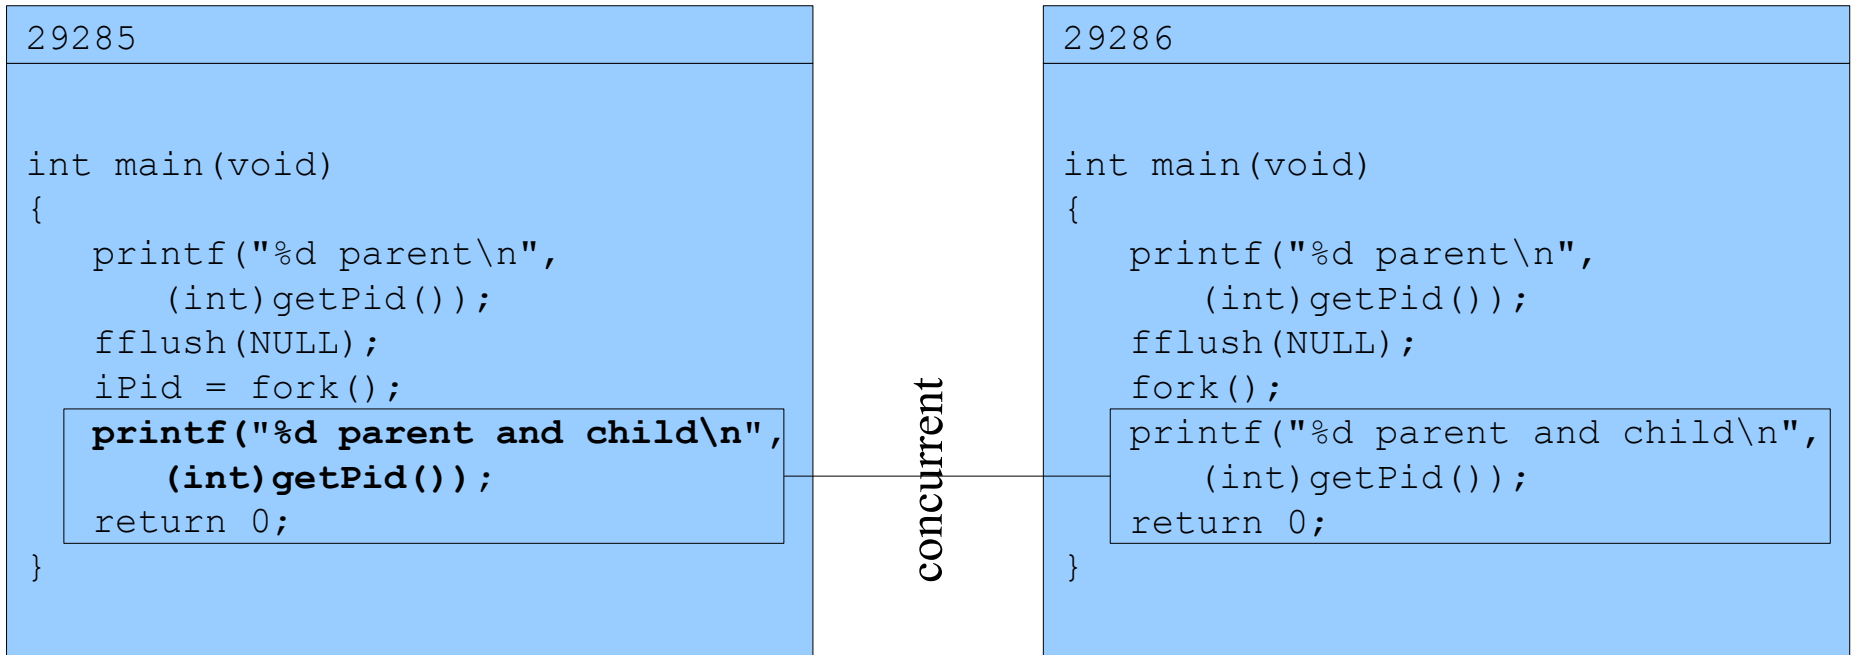 29285
int main(void)
{
   printf("%d parent\n",
      (int)getPid());
   fflush(NULL);
   iPid = fork();
   printf("%d parent and child\n",
      (int)getPid());
   return 0;
}
concurrent
29286
int main(void)
{
   printf("%d parent\n",
      (int)getPid());
   fflush(NULL);
   fork();
   printf("%d parent and child\n",
      (int)getPid());
   return 0;
}